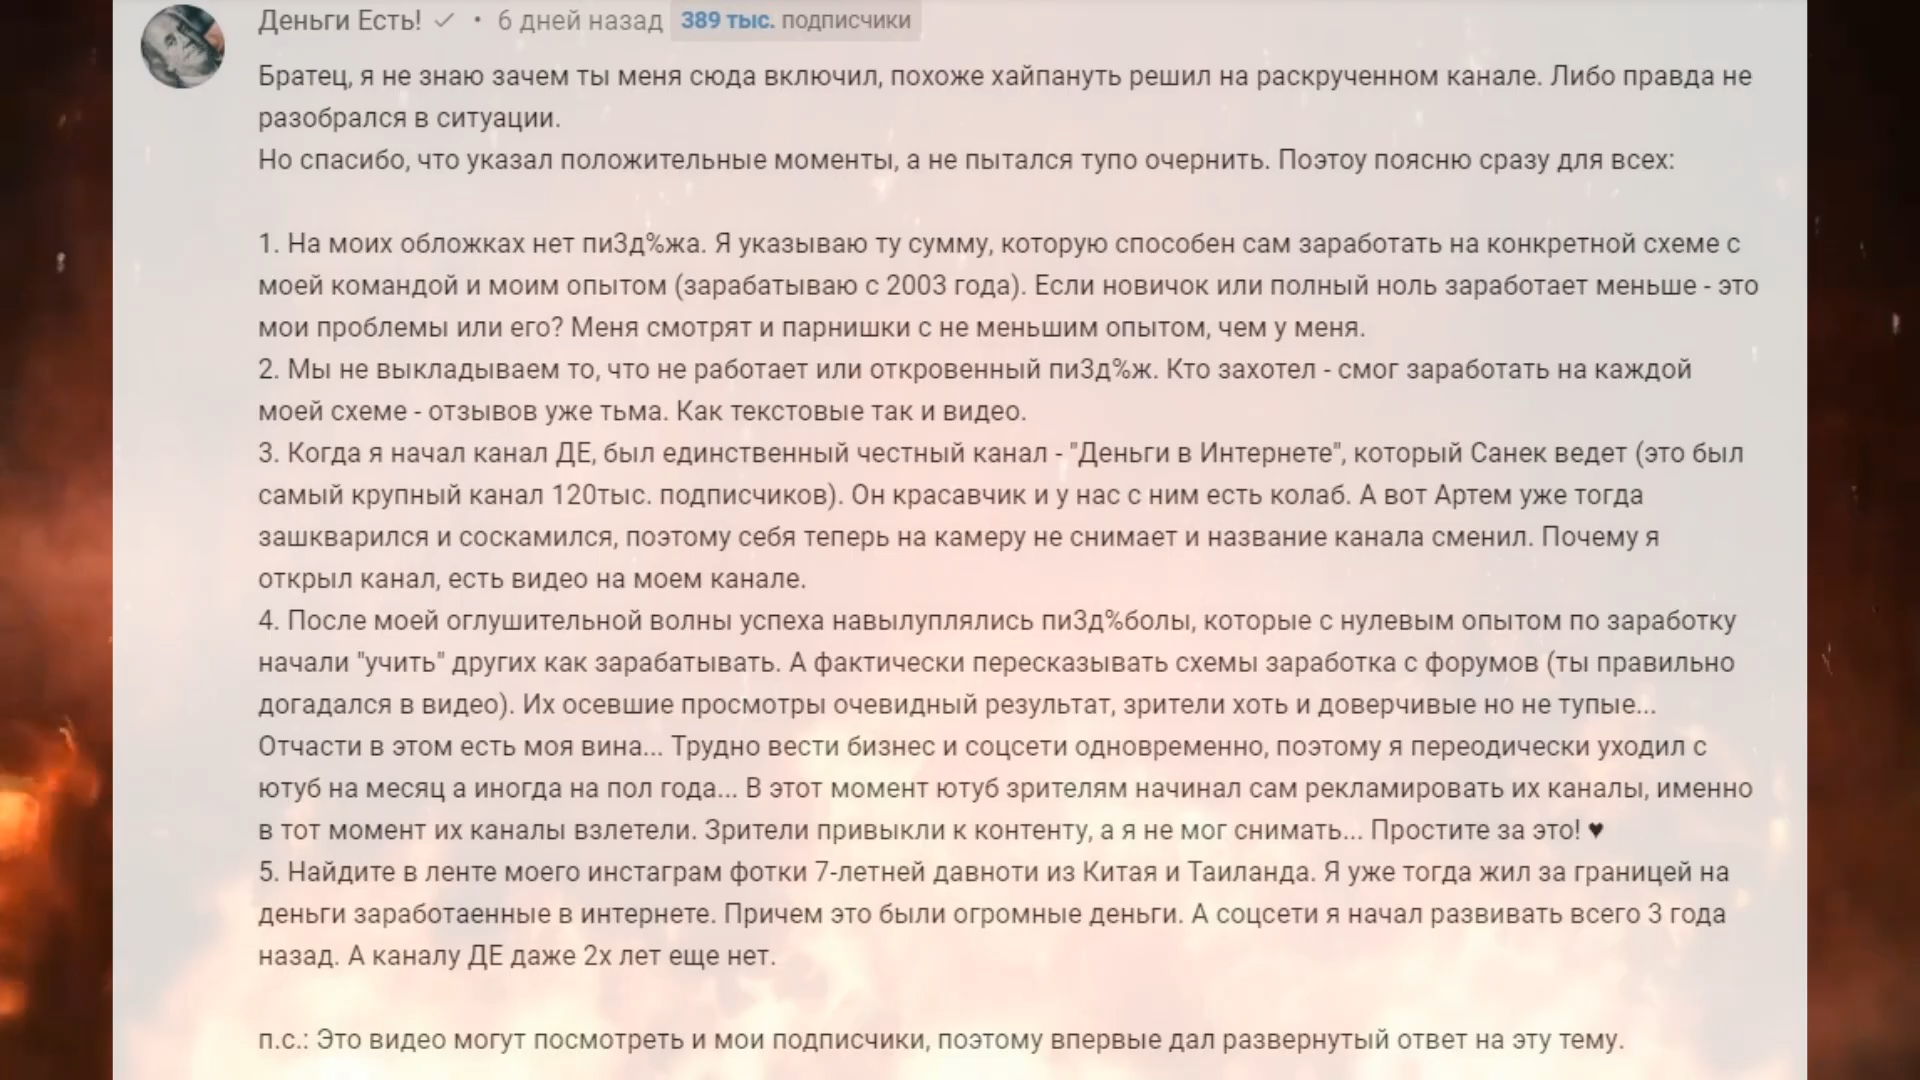 Деньги Есть! ✓ • 6 дней назад 389 тыс. подписчики
Братец, я не знаю зачем ты меня сюда включил, похоже хайпануть решил на раскрученном канале. Либо правда не
разобрался в ситуации.
Но спасибо, что указал положительные моменты, а не пытался тупо очернить. Поэтоу поясню сразу для всех:
1. На моих обложках нет пи3д%жа. Я указываю ту сумму, которую способен сам заработать на конкретной схеме с
моей командой и моим опытом (зарабатываю с 2003 года). Если новичок или полный ноль заработает меньше - это
мои проблемы или его? Меня смотрят и парнишки с не меньшим опытом, чем у меня.
2. Мы не выкладываем то, что не работает или откровенный пи3д%ж. Кто захотел - смог заработать на каждой
моей схеме - отзывов уже тьма. Как текстовые так и видео.
3. Когда я начал канал ДЕ, был единственный честный канал - "Деньги в Интернете", который Санек ведет (это был
самый крупный канал 120тыс. подписчиков). Он красавчик и у нас с ним есть колаб. А вот Артем уже тогда
зашкварился и соскамился, поэтому себя теперь на камеру не снимает и название канала сменил. Почему я
открыл канал, есть видео на моем канале.
4. После моей оглушительной волны успеха навылуплялись пи3д%болы, которые с нулевым опытом по заработку
начали "учить" других как зарабатывать. А фактически пересказывать схемы заработка с форумов (ты правильно
догадался в видео). Их осевшие просмотры очевидный результат, зрители хоть и доверчивые но не тупые...
Отчасти в этом есть моя вина... Трудно вести бизнес и соцсети одновременно, поэтому я переодически уходил с
ютуб на месяц а иногда на пол года... В этот момент ютуб зрителям начинал сам рекламировать их каналы, именно
в тот момент их каналы взлетели. Зрители привыкли к контенту, а я не мог снимать... Простите за это! ♥
5. Найдите в ленте моего инстаграм фотки 7-летней давноти из Китая и Таиланда. Я уже тогда жил за границей на
деньги заработаенные в интернете. Причем это были огромные деньги. А соцсети я начал развивать всего 3 года
назад. А каналу ДЕ даже 2х лет еще нет.
п.с.: Это видео могут посмотреть и мои подписчики, поэтому впервые дал развернутый ответ на эту тему.